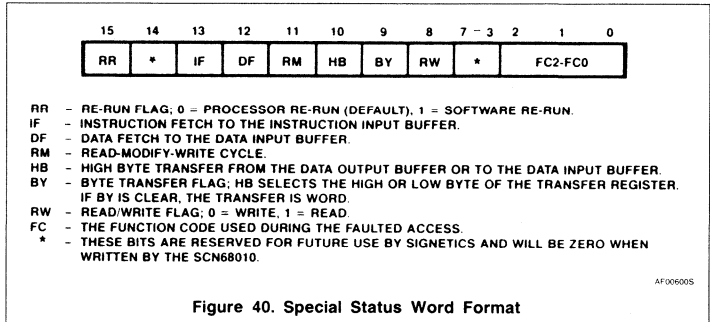 15 14 13 12 11 10 9 8 7 - 3 2 1 0
RR * IF DF RM HB BY RW * FC2-FC0
RR – RE-RUN FLAG; 0 = PROCESSOR RE-RUN (DEFAULT), 1 = SOFTWARE RE-RUN.
IF – INSTRUCTION FETCH TO THE INSTRUCTION INPUT BUFFER.
DF – DATA FETCH TO THE DATA INPUT BUFFER.
RM – READ-MODIFY-WRITE CYCLE.
HB – HIGH BYTE TRANSFER FROM THE DATA OUTPUT BUFFER OR TO THE DATA INPUT BUFFER.
BY – BYTE TRANSFER FLAG; HB SELECTS THE HIGH OR LOW BYTE OF THE TRANSFER REGISTER.
IF BY IS CLEAR, THE TRANSFER IS WORD.
RW – READ/WRITE FLAG; 0 = WRITE, 1 = READ.
FC – THE FUNCTION CODE USED DURING THE FAULTED ACCESS.
* – THESE BITS ARE RESERVED FOR FUTURE USE BY SIGNETICS AND WILL BE ZERO WHEN
WRITTEN BY THE SCN68010.
AF00600S
Figure 40. Special Status Word Format